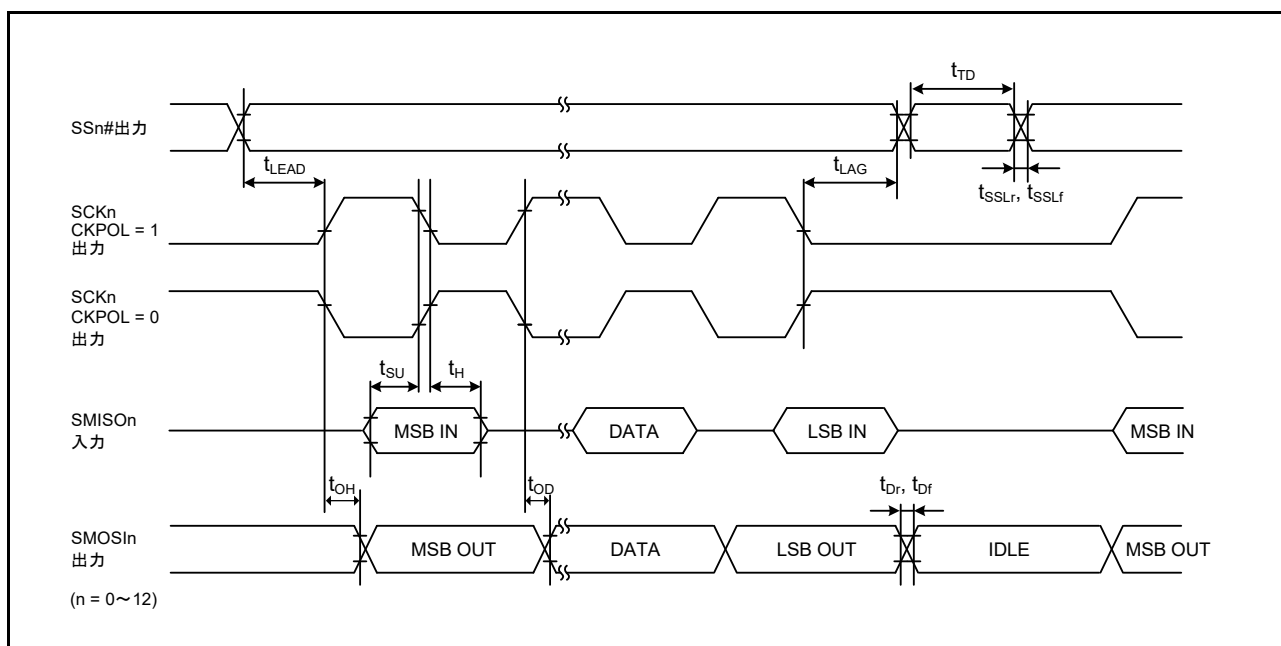 tTD
SSn#出力
tLEAD
tLAG
tSSLr, tSSLf
SCKn
CKPOL = 1
出力
SCKn
CKPOL = 0
出力
tSU
tH
SMISOn
入力
MSB IN
DATA
LSB IN
MSB IN
tOH
tOD
tDr, tDf
SMOSIn
出力
MSB OUT
DATA
LSB OUT
IDLE
MSB OUT
(n = 0～12)